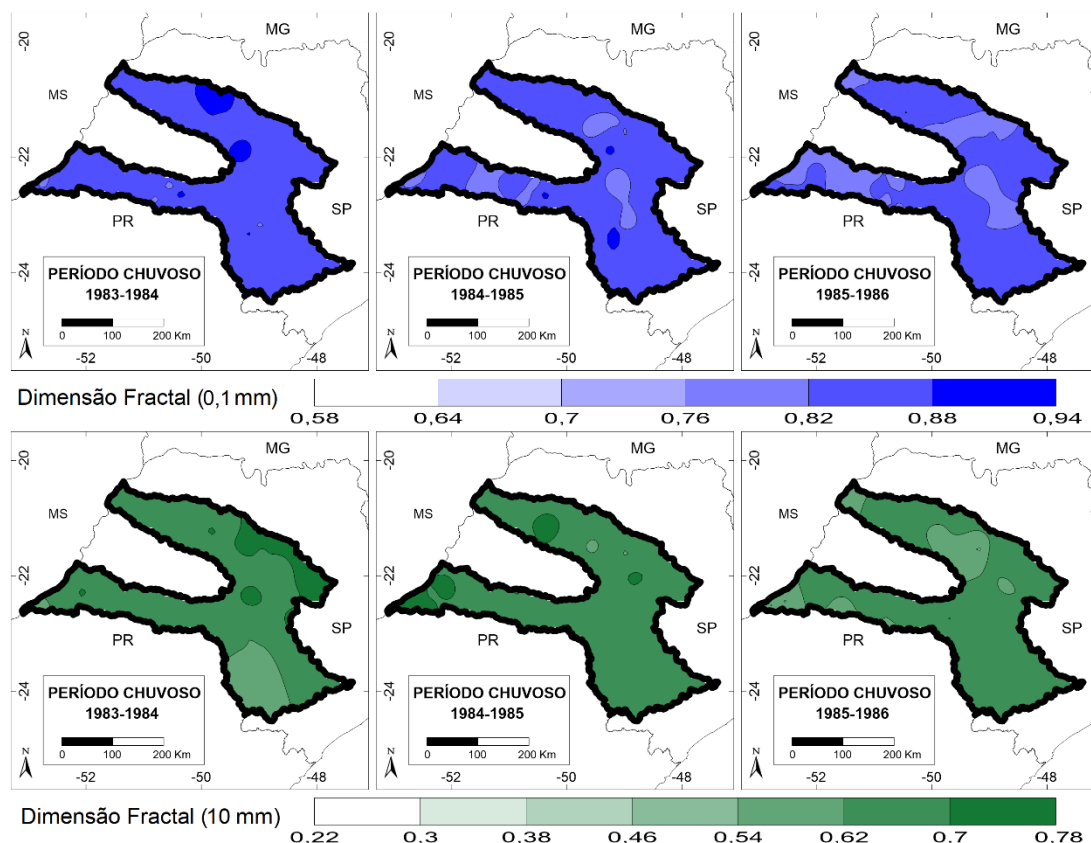 MG
MS
PR
SP
-20
-22
-24
PERÍODO CHUVOSO
1983-1984
0 100 200 Km
N
-52 -50 -48
MG
MS
PR
SP
-20
-22
-24
PERÍODO CHUVOSO
1984-1985
0 100 200 Km
N
-52 -50 -48
MG
MS
PR
SP
-20
-22
-24
PERÍODO CHUVOSO
1985-1986
0 100 200 Km
N
-52 -50 -48
Dimensão Fractal (0,1 mm)
0,58 0,64 0,7 0,76 0,82 0,88 0,94
MG
MS
PR
SP
-20
-22
-24
PERÍODO CHUVOSO
1983-1984
0 100 200 Km
N
-52 -50 -48
MG
MS
PR
SP
-20
-22
-24
PERÍODO CHUVOSO
1984-1985
0 100 200 Km
N
-52 -50 -48
MG
MS
PR
SP
-20
-22
-24
PERÍODO CHUVOSO
1985-1986
0 100 200 Km
N
-52 -50 -48
Dimensão Fractal (10 mm)
0,22 0,3 0,38 0,46 0,54 0,62 0,7 0,78